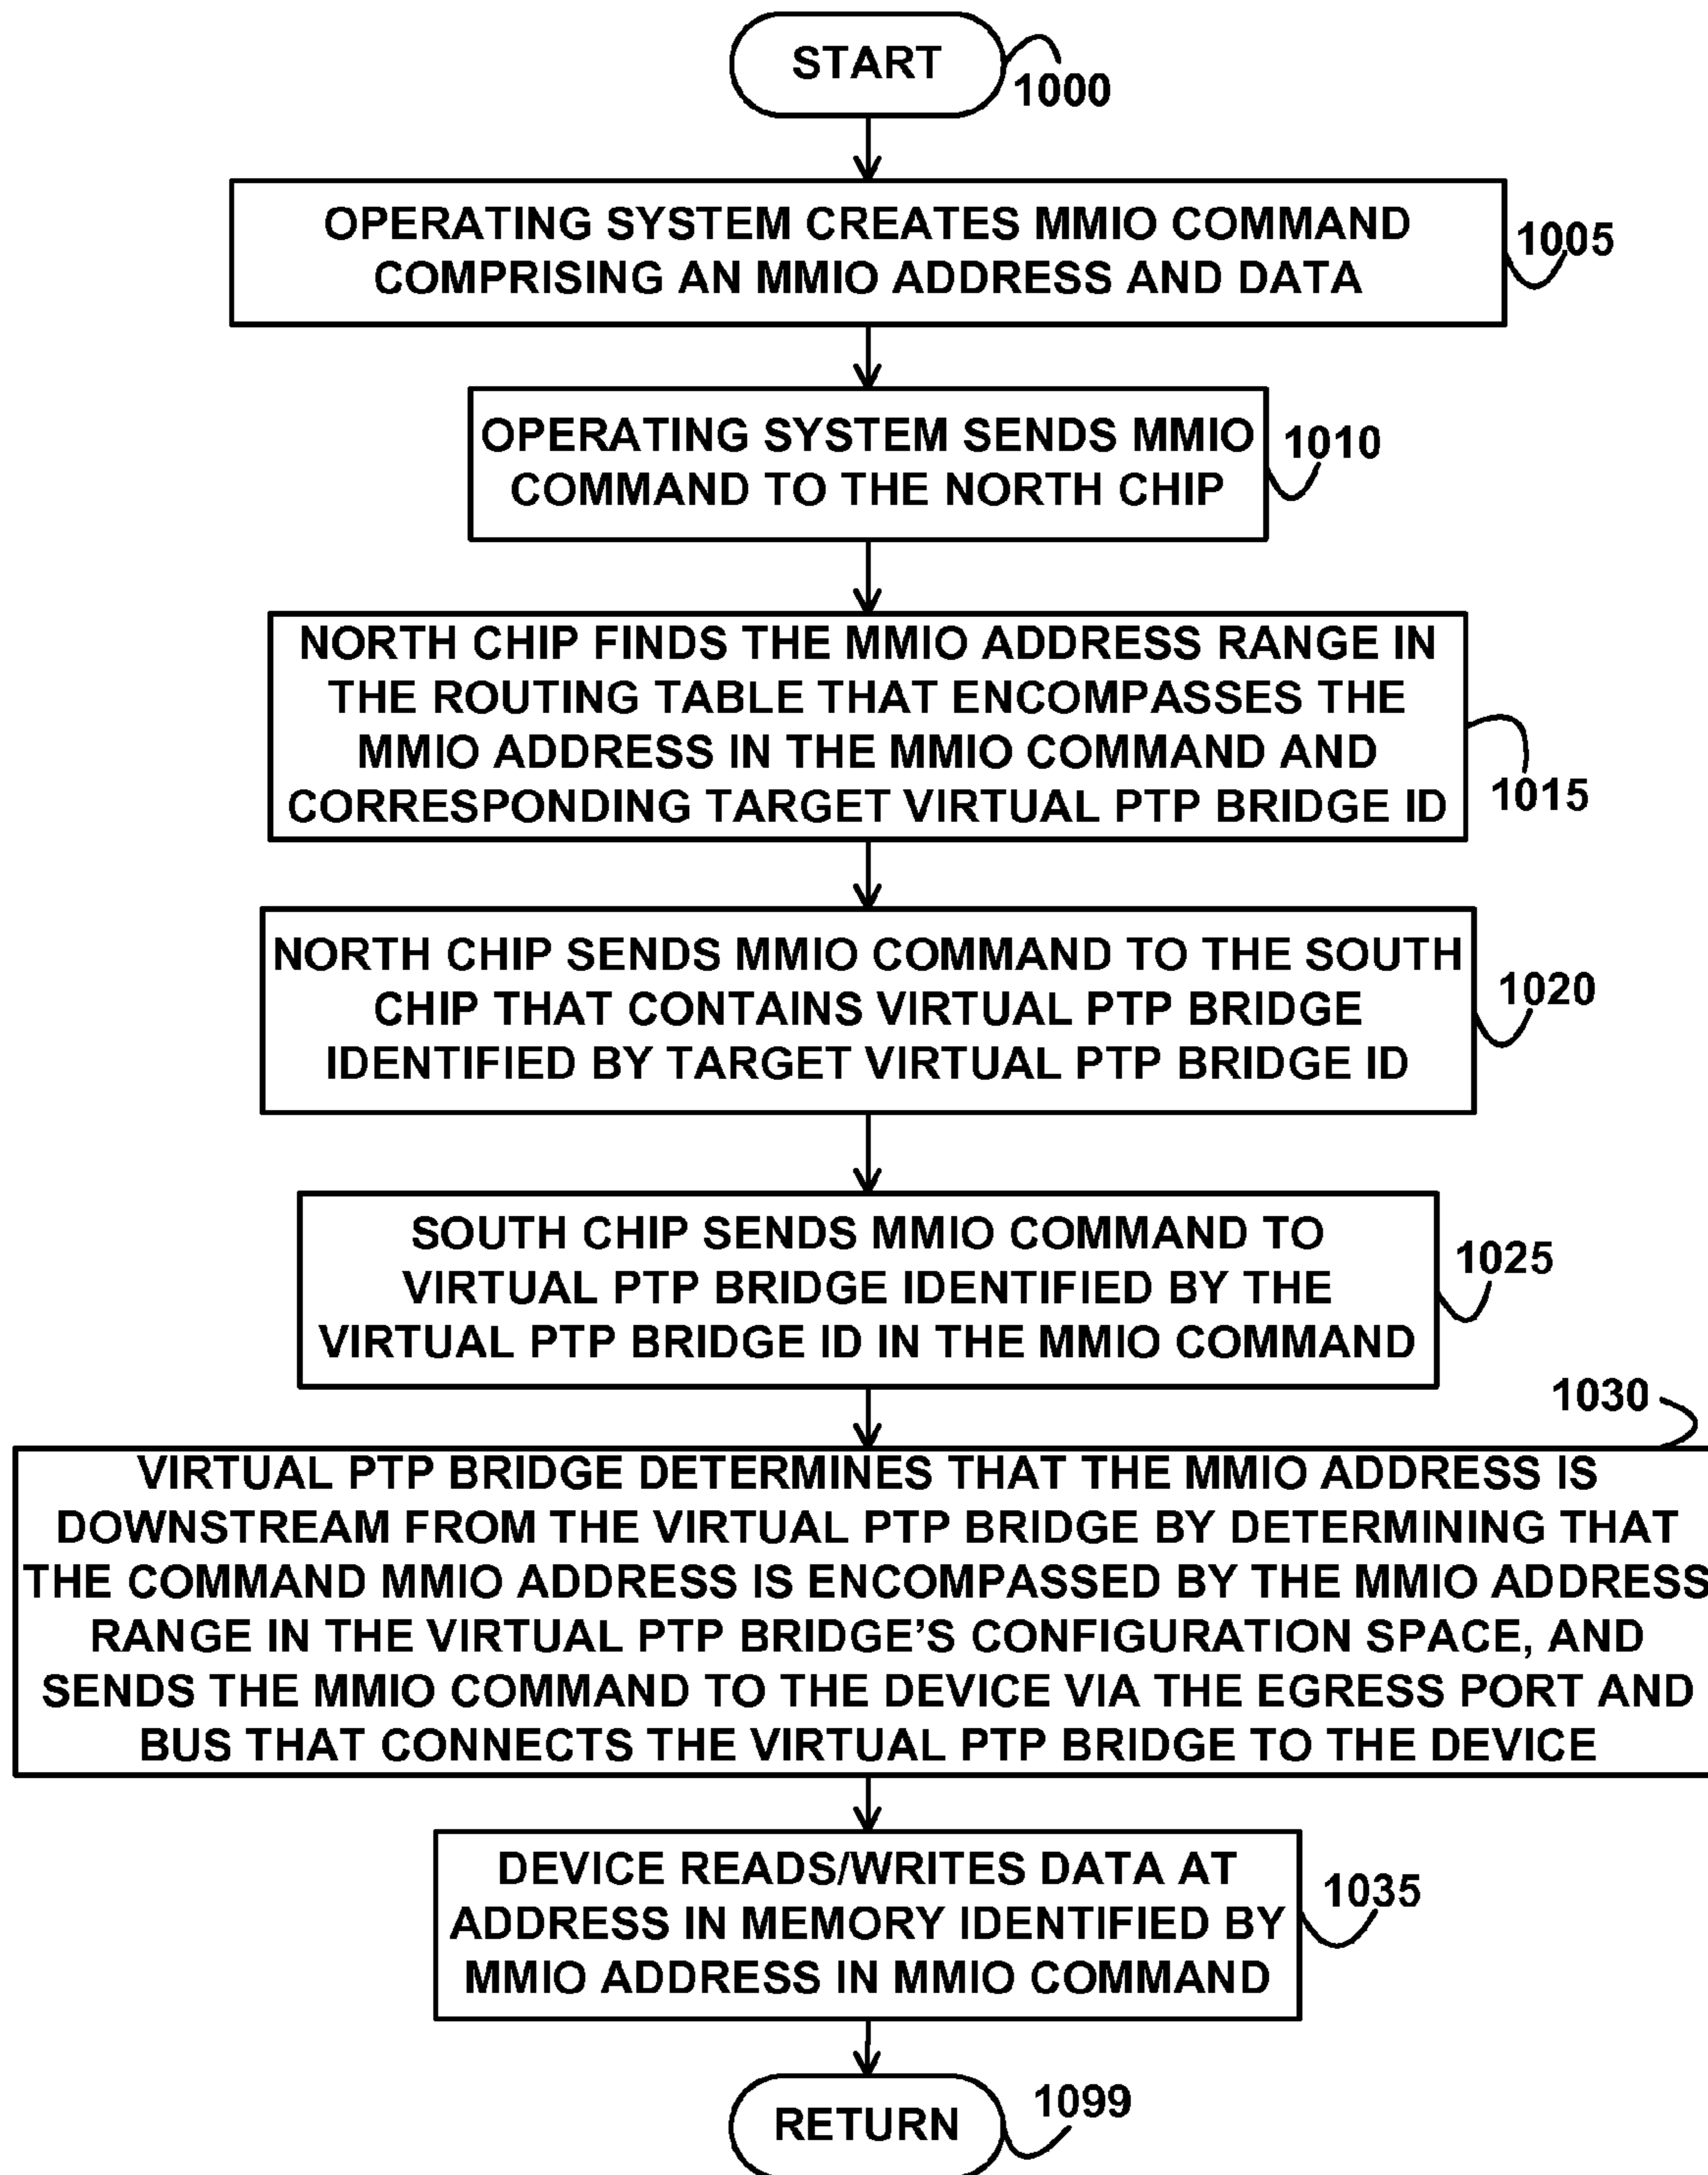 START
1000
OPERATING SYSTEM CREATES MMIO COMMAND
COMPRISING AN MMIO ADDRESS AND DATA
1005
OPERATING SYSTEM SENDS MMIO
COMMAND TO THE NORTH CHIP
1010
NORTH CHIP FINDS THE MMIO ADDRESS RANGE IN
THE ROUTING TABLE THAT ENCOMPASSES THE
MMIO ADDRESS IN THE MMIO COMMAND AND
CORRESPONDING TARGET VIRTUAL PTP BRIDGE ID
1015
NORTH CHIP SENDS MMIO COMMAND TO THE SOUTH
CHIP THAT CONTAINS VIRTUAL PTP BRIDGE
IDENTIFIED BY TARGET VIRTUAL PTP BRIDGE ID
1020
SOUTH CHIP SENDS MMIO COMMAND TO
VIRTUAL PTP BRIDGE IDENTIFIED BY THE
VIRTUAL PTP BRIDGE ID IN THE MMIO COMMAND
1025
1030
VIRTUAL PTP BRIDGE DETERMINES THAT THE MMIO ADDRESS IS
DOWNSTREAM FROM THE VIRTUAL PTP BRIDGE BY DETERMINING THAT
THE COMMAND MMIO ADDRESS IS ENCOMPASSED BY THE MMIO ADDRESS
RANGE IN THE VIRTUAL PTP BRIDGE'S CONFIGURATION SPACE, AND
SENDS THE MMIO COMMAND TO THE DEVICE VIA THE EGRESS PORT AND
BUS THAT CONNECTS THE VIRTUAL PTP BRIDGE TO THE DEVICE
DEVICE READS/WRITES DATA AT
ADDRESS IN MEMORY IDENTIFIED BY
MMIO ADDRESS IN MMIO COMMAND
1035
RETURN
1099